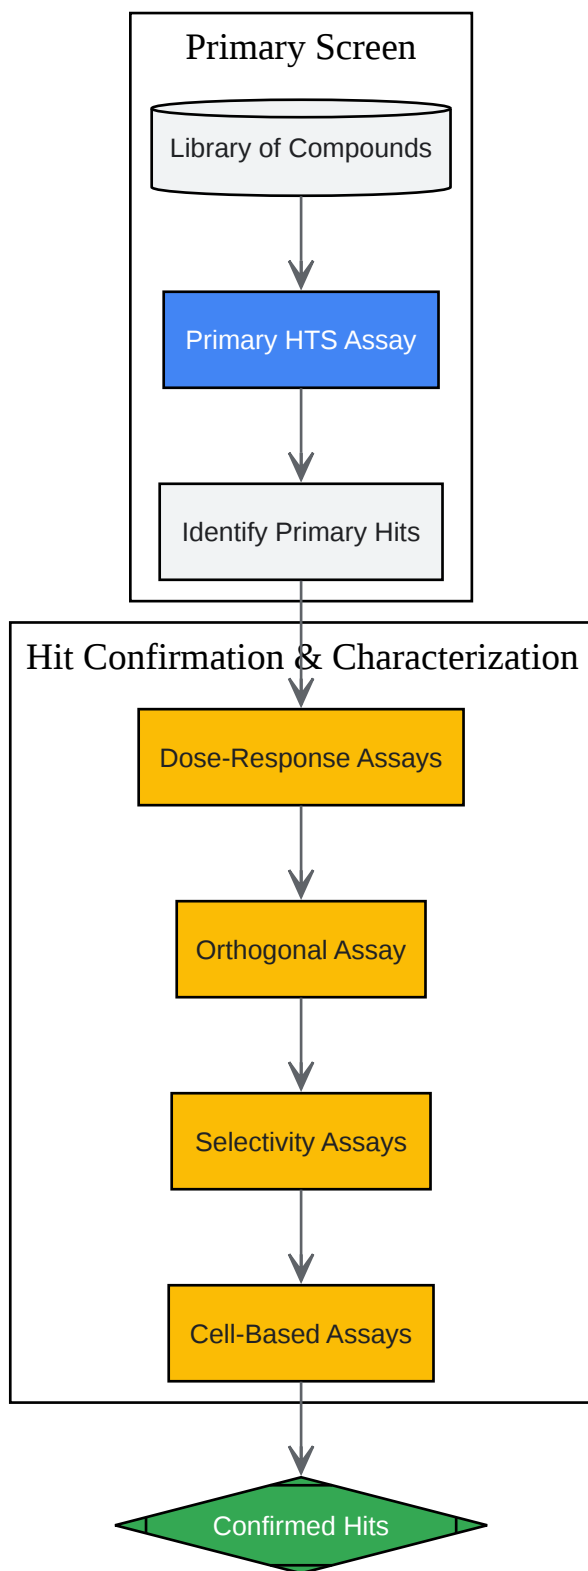 Primary Screen
Library of Compounds
Primary HTS Assay
Identify Primary Hits
Hit Confirmation & Characterization
Dose-Response Assays
Orthogonal Assay
Selectivity Assays
Cell-Based Assays
Confirmed Hits